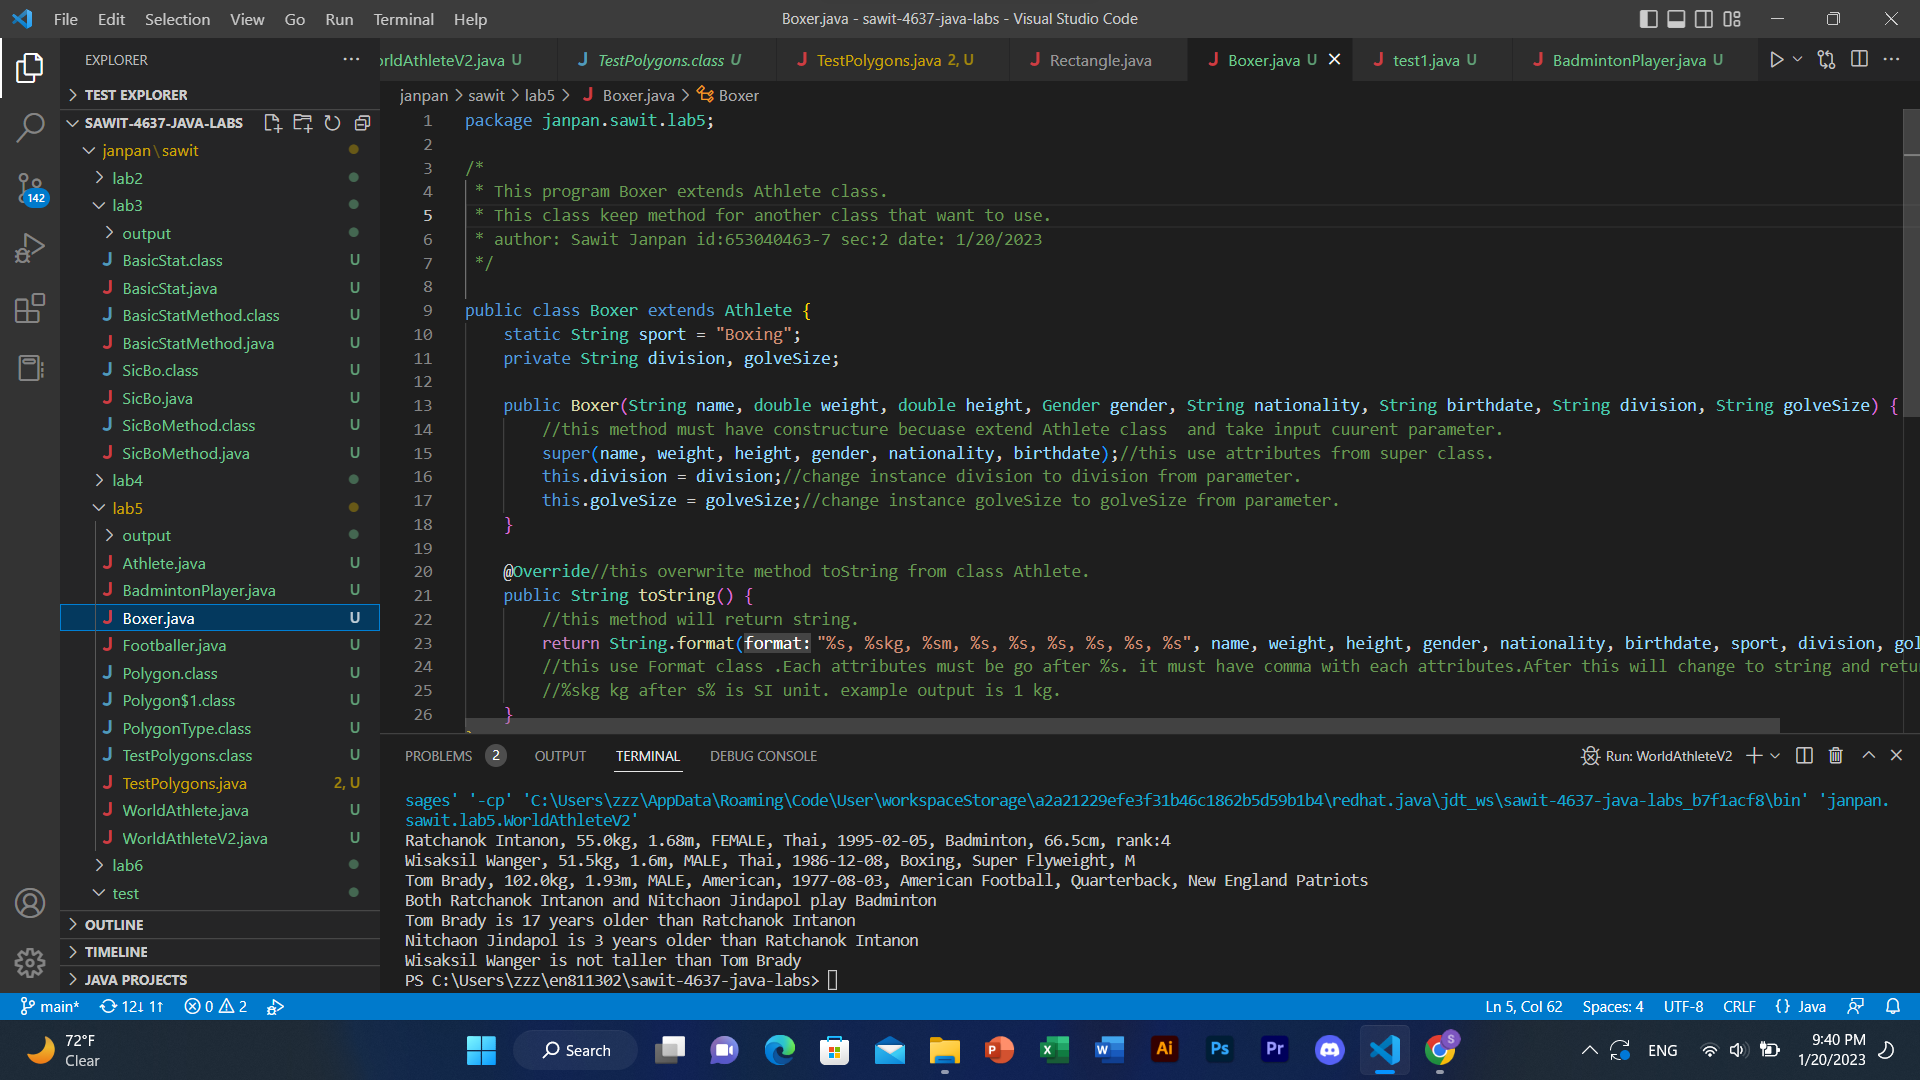 File Edit Selection View Go Run Terminal Help
Boxer.java - sawit-4637-java-labs - Visual Studio Code
EXPLORER
TEST EXPLORER
SAWIT-4637-JAVA-LABS
janpan\sawit
lab2
lab3
output
BasicStat.class U
BasicStat.java U
BasicStatMethod.class U
BasicStatMethod.java U
SicBo.class U
SicBo.java U
SicBoMethod.class U
SicBoMethod.java U
lab4
lab5
output
Athlete.java U
BadmintonPlayer.java U
Boxer.java U
Footballer.java U
Polygon.class U
Polygon$1.class U
PolygonType.class U
TestPolygons.class U
TestPolygons.java 2, U
WorldAthlete.java U
WorldAthleteV2.java U
lab6
test
OUTLINE
TIMELINE
JAVA PROJECTS
142
orldAthleteV2.java U TestPolygons.class U TestPolygons.java 2, U Rectangle.java Boxer.java U test1.java U BadmintonPlayer.java U
janpan > sawit > lab5 > Boxer.java > Boxer
1 package janpan.sawit.lab5;
2
3 /*
4 * This program Boxer extends Athlete class.
5 * This class keep method for another class that want to use.
6 * author: Sawit Janpan id:653040463-7 sec:2 date: 1/20/2023
7 */
8
9 public class Boxer extends Athlete {
10 static String sport = "Boxing";
11 private String division, golveSize;
12
13 public Boxer(String name, double weight, double height, Gender gender, String nationality, String birthdate, String division, String golveSize) {
14 //this method must have constructure becuase extend Athlete class  and take input cuurent parameter.
15 super(name, weight, height, gender, nationality, birthdate);//this use attributes from super class.
16 this.division = division;//change instance division to division from parameter.
17 this.golveSize = golveSize;//change instance golveSize to golveSize from parameter.
18 }
19
20 @Override//this overwrite method toString from class Athlete.
21 public String toString() {
22 //this method will return string.
23 return String.format(format: "%s, %skg, %sm, %s, %s, %s, %s, %s, %s", name, weight, height, gender, nationality, birthdate, sport, division, gol
24 //this use Format class .Each attributes must be go after %s. it must have comma with each attributes.After this will change to string and retur
25 //%skg kg after s% is SI unit. example output is 1 kg.
26 }
PROBLEMS 2 OUTPUT TERMINAL DEBUG CONSOLE
Run: WorldAthleteV2
sages' '-cp' 'C:\Users\zzz\AppData\Roaming\Code\User\workspaceStorage\a2a21229efe3f31b46c1862b5d59b1b4\redhat.java\jdt_ws\sawit-4637-java-labs_b7f1acf8\bin' 'janpan.
sawit.lab5.WorldAthleteV2'
Ratchanok Intanon, 55.0kg, 1.68m, FEMALE, Thai, 1995-02-05, Badminton, 66.5cm, rank:4
Wisaksil Wanger, 51.5kg, 1.6m, MALE, Thai, 1986-12-08, Boxing, Super Flyweight, M
Tom Brady, 102.0kg, 1.93m, MALE, American, 1977-08-03, American Football, Quarterback, New England Patriots
Both Ratchanok Intanon and Nitchaon Jindapol play Badminton
Tom Brady is 17 years older than Ratchanok Intanon
Nitchaon Jindapol is 3 years older than Ratchanok Intanon
Wisaksil Wanger is not taller than Tom Brady
PS C:\Users\zzz\en811302\sawit-4637-java-labs>
main* 12↓ 1↑ 0 2
Ln 5, Col 62 Spaces: 4 UTF-8 CRLF {} Java
72°F
Clear
Search
P X W Ai Ps Pr S
ENG
9:40 PM
1/20/2023